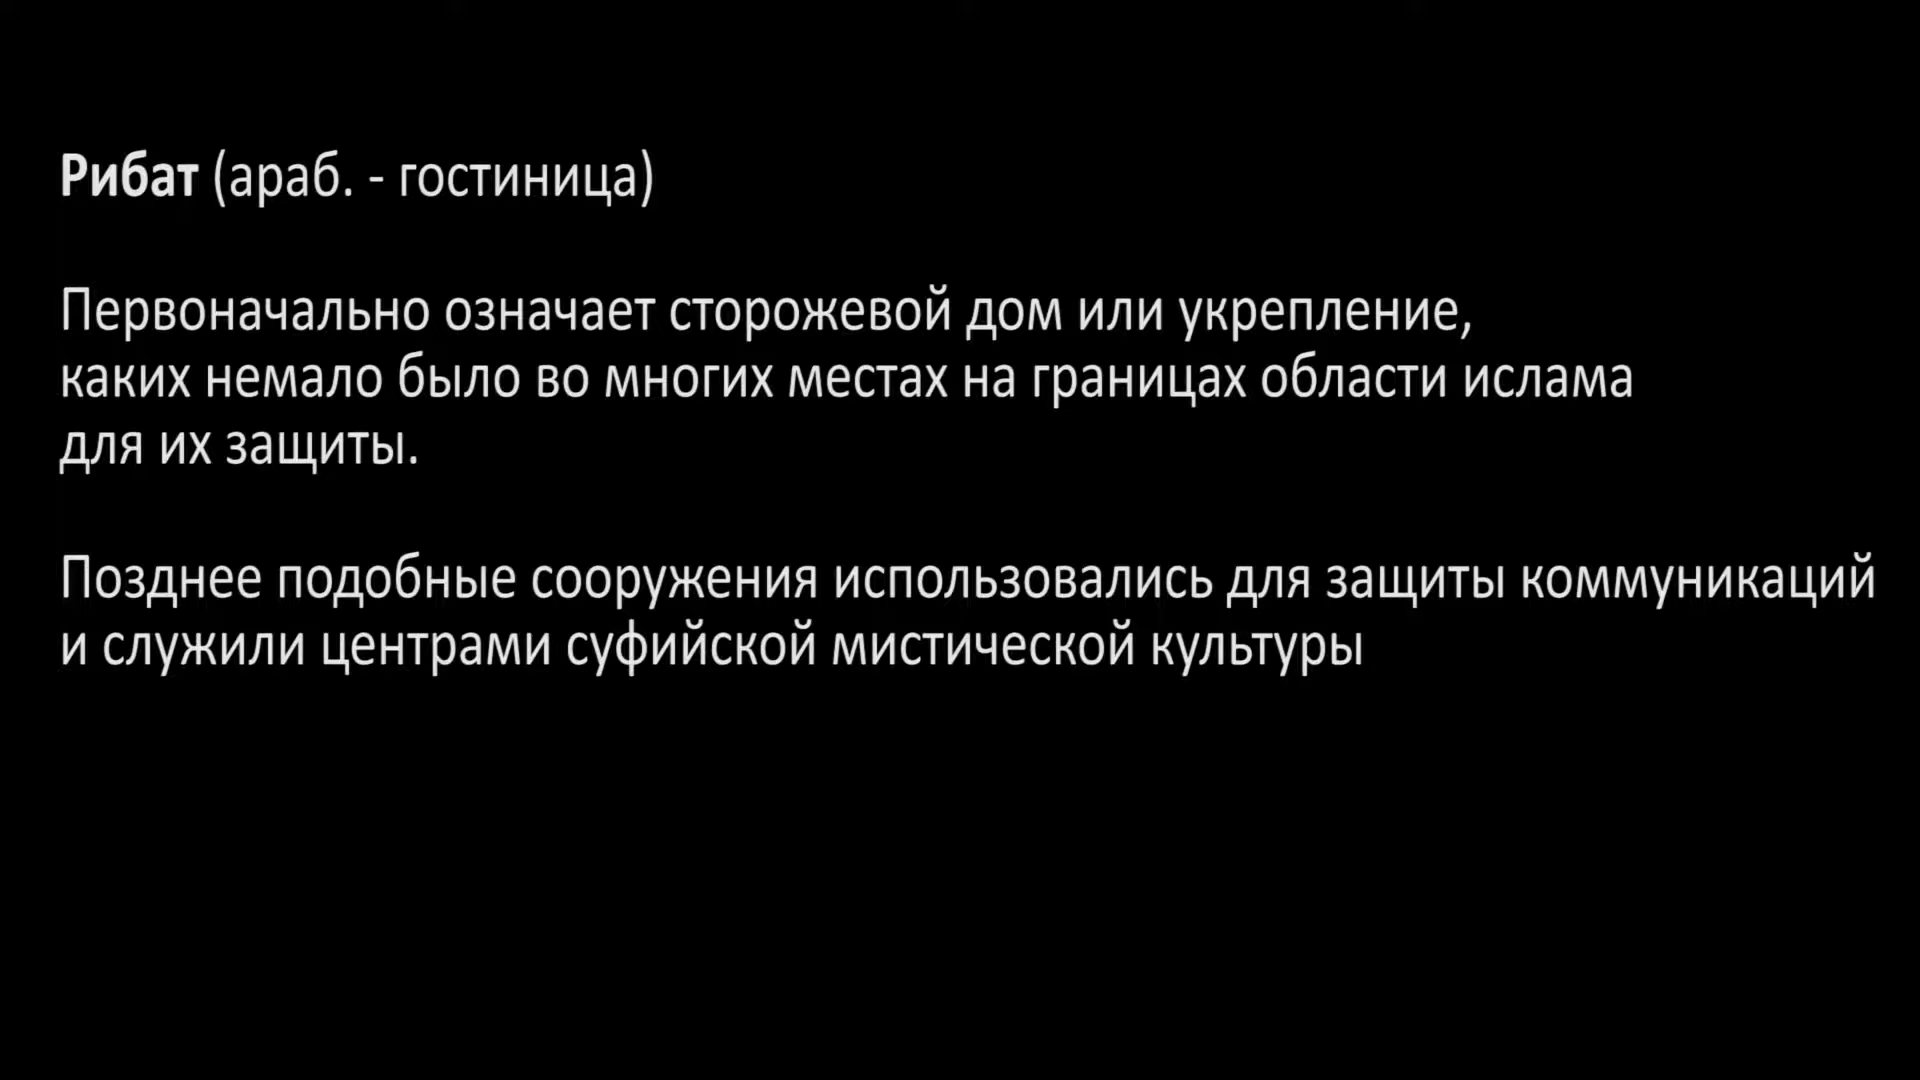 Рибат (араб. - гостиница)
Первоначально означает сторожевой дом или укрепление,
каких немало было во многих местах на границах области ислама
для их защиты.
Позднее подобные сооружения использовались для защиты коммуникаций
и служили центрами суфийской мистической культуры